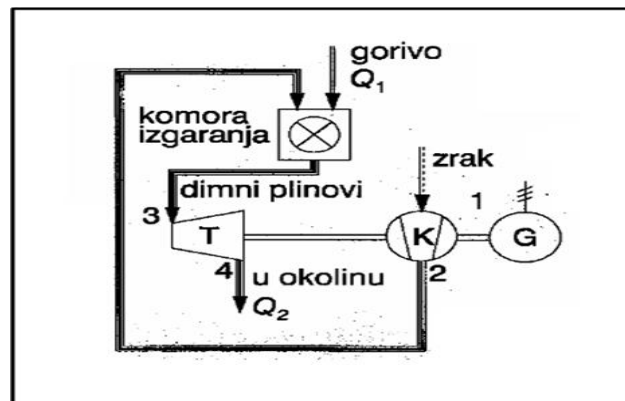 gorivo
Q1
komora
izgaranja
zrak
dimni plinovi
1
3
T
K
G
4
u okolinu
2
Q2